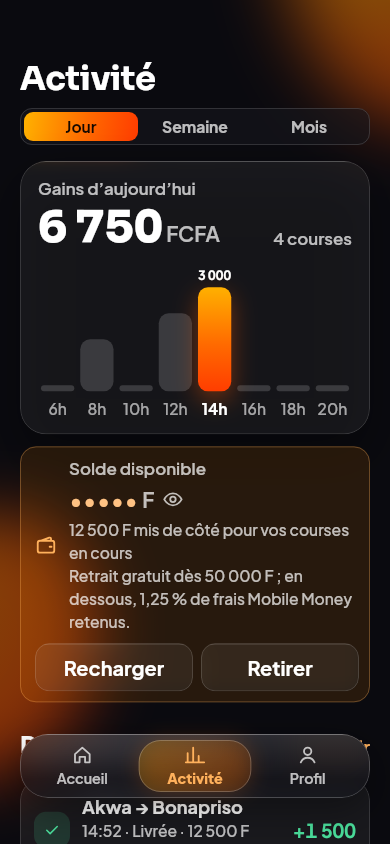 Activité
Jour Semaine Mois
Gains d’aujourd’hui
6 750 FCFA 4 courses
3 000
6h 8h 10h 12h 14h 16h 18h 20h
Solde disponible
••••• F
12 500 F mis de côté pour vos courses
en cours
Retrait gratuit dès 50 000 F ; en
dessous, 1,25 % de frais Mobile Money
retenus.
Recharger Retirer
Accueil Activité Profil
Akwa → Bonapriso
14:52 · Livrée · 12 500 F +1 500